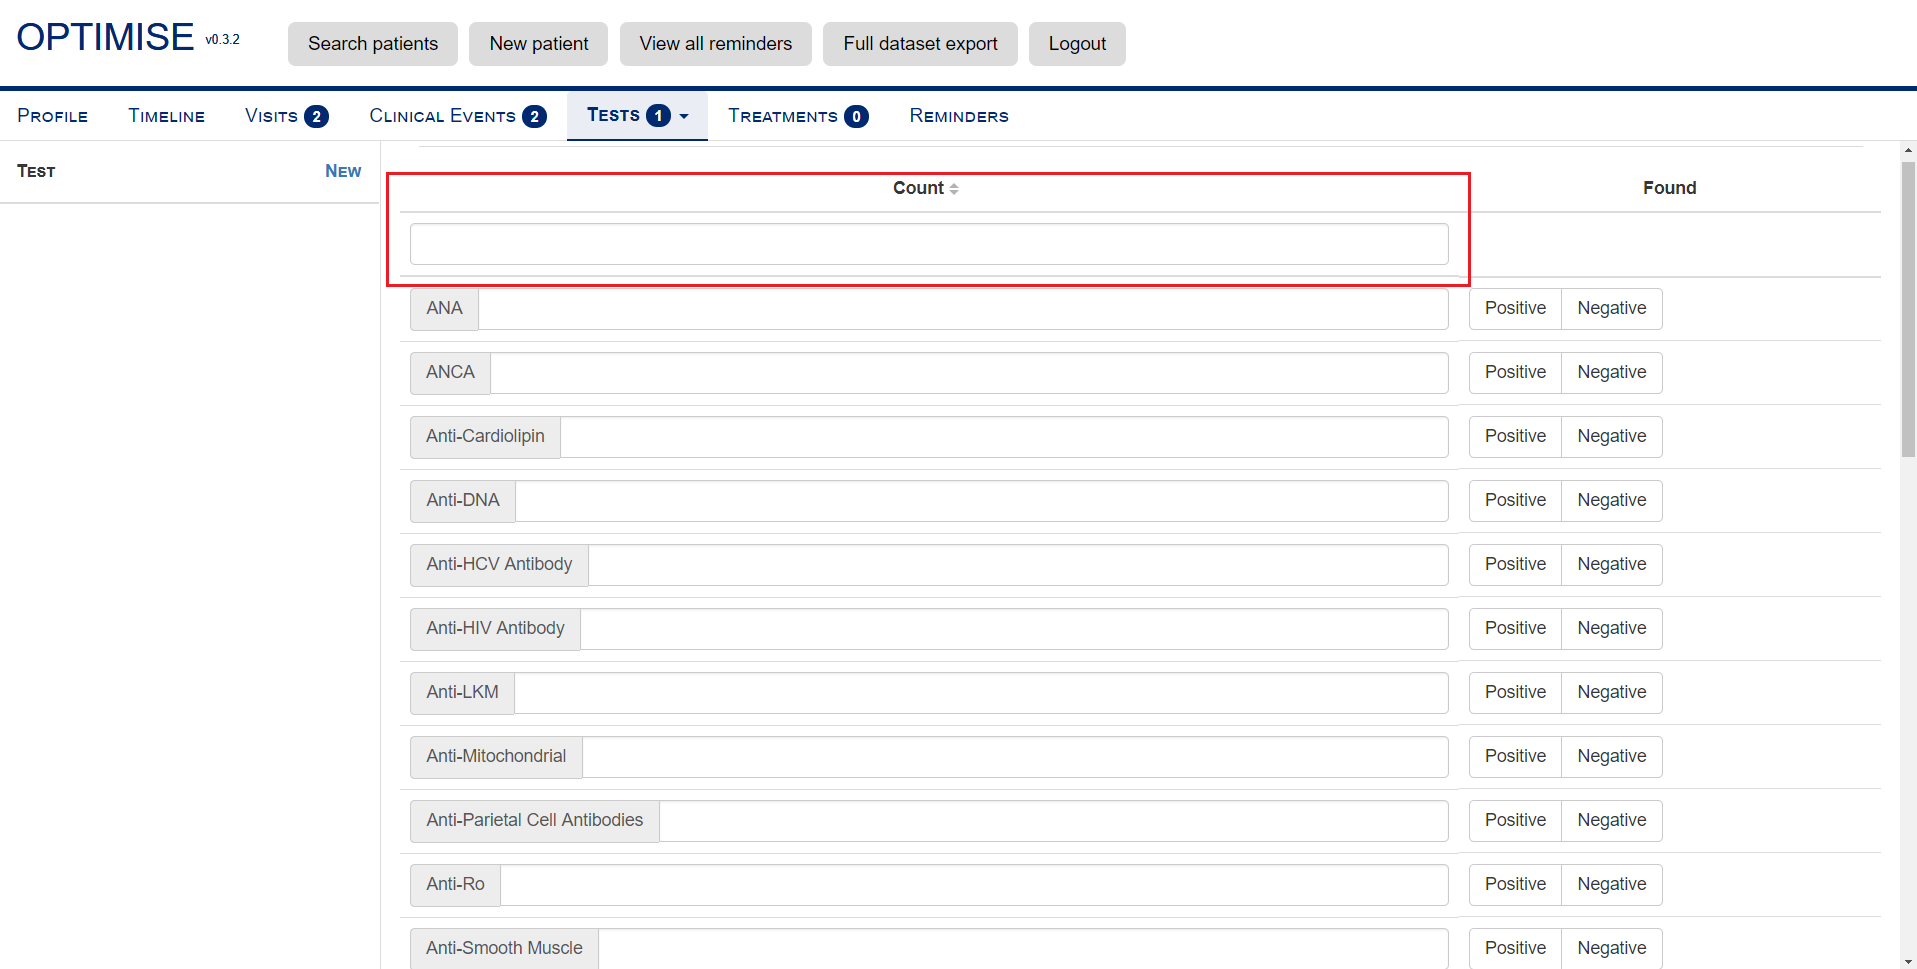 OPTIMISE v0.3.2
Search patients
New patient
View all reminders
Full dataset export
Logout
Profile
Timeline
Visits 2
Clinical Events 2
Tests 1
Treatments 0
Reminders
Test
New
Count
Found
ANA Positive Negative
ANCA Positive Negative
Anti-Cardiolipin Positive Negative
Anti-DNA Positive Negative
Anti-HCV Antibody Positive Negative
Anti-HIV Antibody Positive Negative
Anti-LKM Positive Negative
Anti-Mitochondrial Positive Negative
Anti-Parietal Cell Antibodies Positive Negative
Anti-Ro Positive Negative
Anti-Smooth Muscle Positive Negative